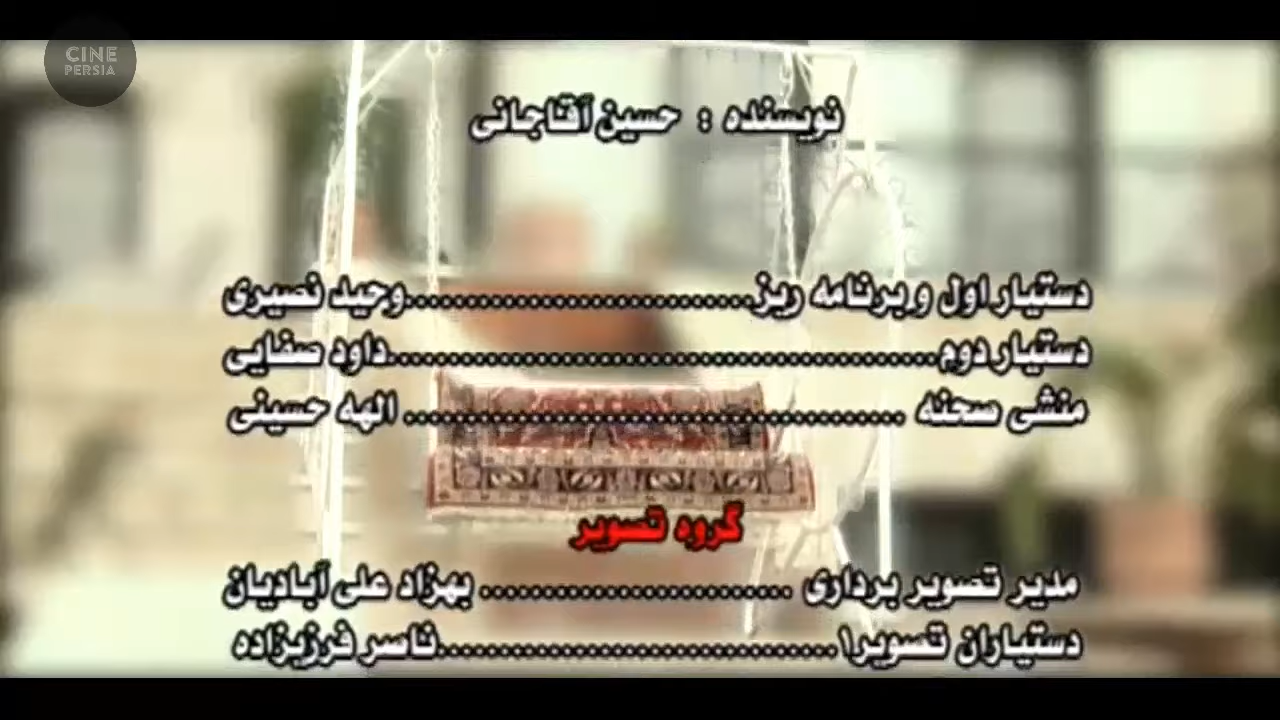 CINE
PERSIA
نویسنده : حسین آقاجانی
دستیار اول و برنامه ریز............................وحید نصیری
دستیار دوم............................................داود صفایی
منشی صحنه ........................................ الهه حسینی
گروه تصویر
مدیر تصویر برداری ......................... بهزاد علی آبادیان
دستیاران تصویر۱................................ناصر فرزیزاده